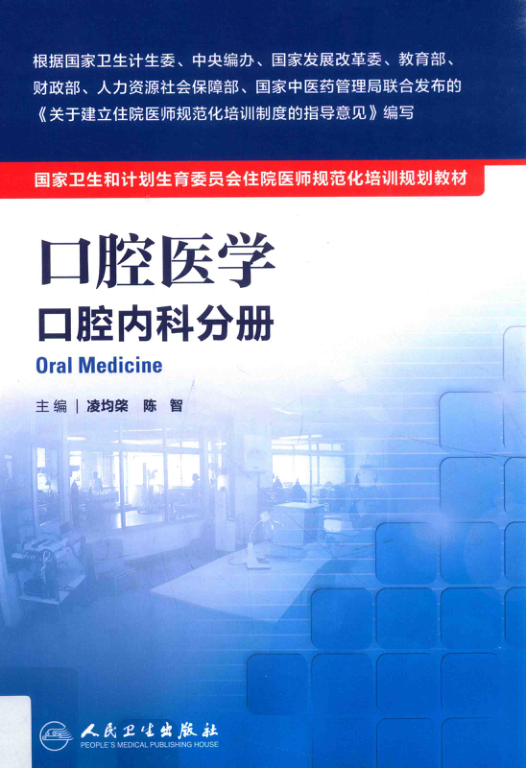 根据国家卫生计生委、中央编办、国家发展改革委、教育部、
财政部、人力资源社会保障部、国家中医药管理局联合发布的
《关于建立住院医师规范化培训制度的指导意见》编写
国家卫生和计划生育委员会住院医师规范化培训规划教材
口腔医学
口腔内科分册
Oral Medicine
主编 | 凌均棨 陈 智
人民卫生出版社
PEOPLE'S MEDICAL PUBLISHING HOUSE